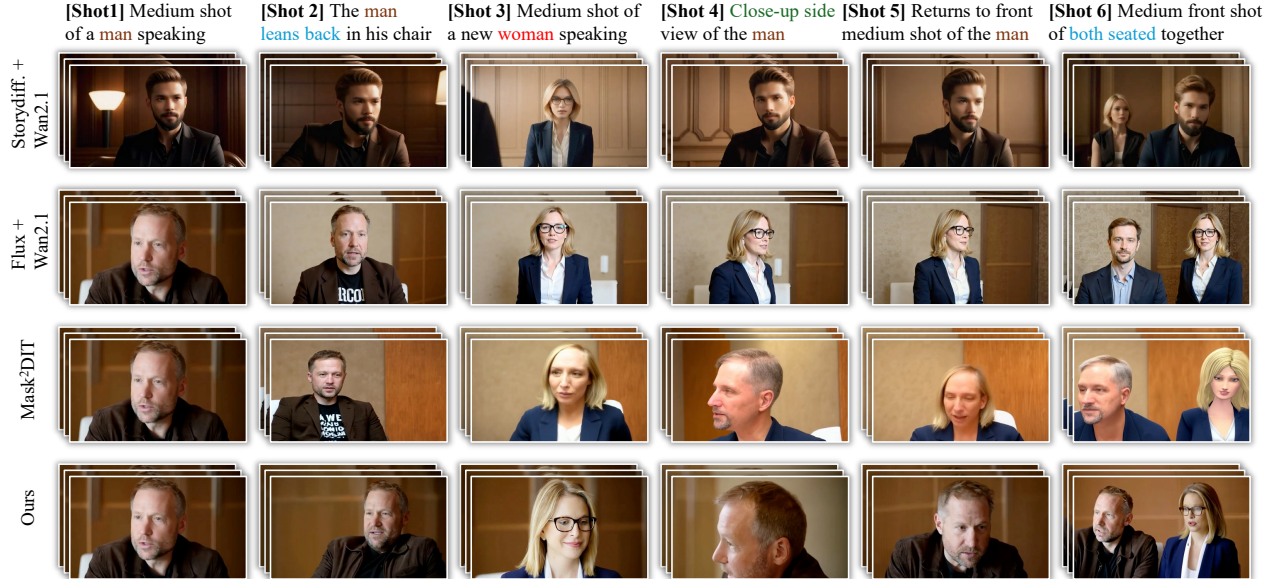 [Shot1] Medium shot
of a man speaking
[Shot 2] The man
leans back in his chair
[Shot 3] Medium shot of
a new woman speaking
[Shot 4] Close-up side
view of the man
[Shot 5] Returns to front
medium shot of the man
[Shot 6] Medium front shot
of both seated together
Storydiff. +
Wan2.1
Flux +
Wan2.1
RCO
Mask²DIT
Ours